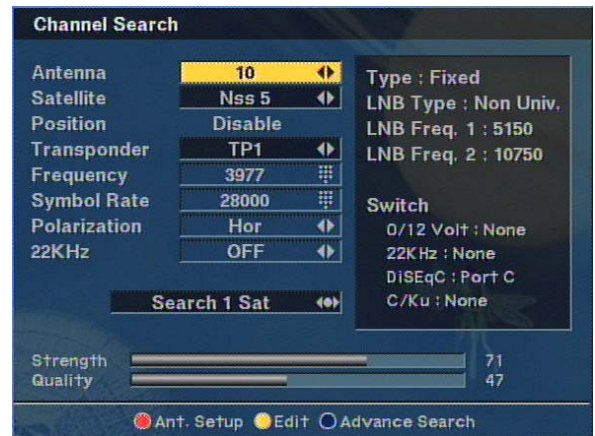 Channel Search
Antenna 10
Satellite Nss 5
Position Disable
Transponder TP1
Frequency 3977
Symbol Rate 28000
Polarization Hor
22KHz OFF
Search 1 Sat
Type : Fixed
LNB Type : Non Univ.
LNB Freq. 1 : 5150
LNB Freq. 2 : 10750
Switch
0/12 Volt : None
22KHz : None
DiSEqC : Port C
C/Ku : None
Strength 71
Quality 47
Ant. Setup Edit Advance Search